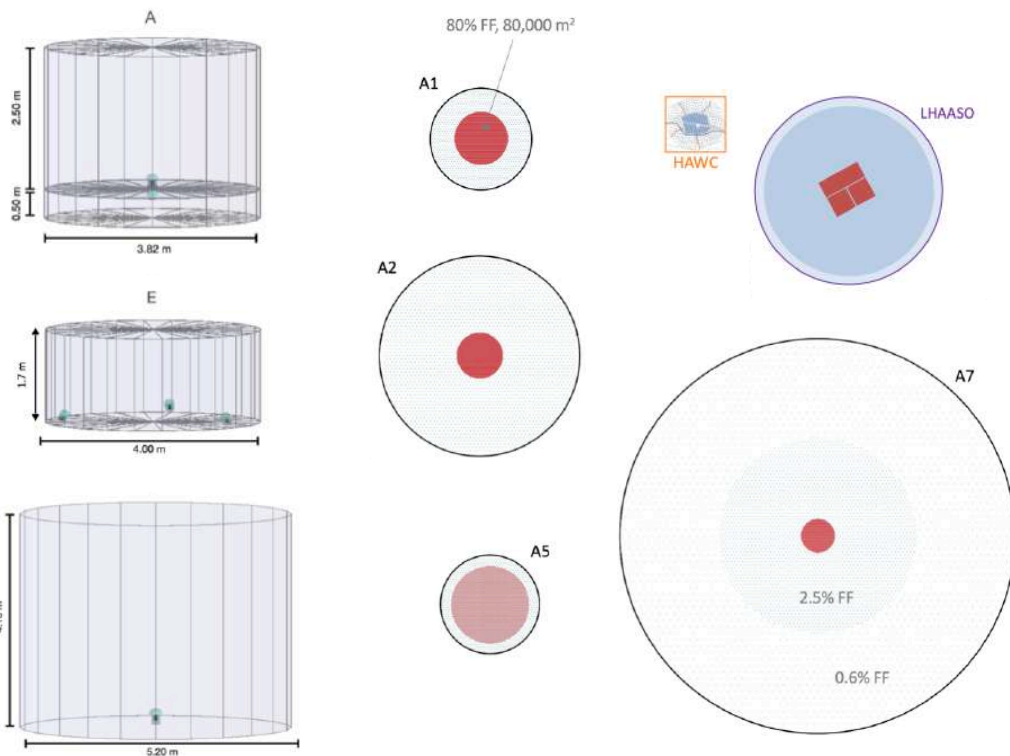 A
2.50 m
0.50 m
3.82 m
E
1.7 m
4.00 m
5.20 m
80% FF, 80,000 m²
A1
A2
A5
HAWC
LHAASO
A7
2.5% FF
0.6% FF